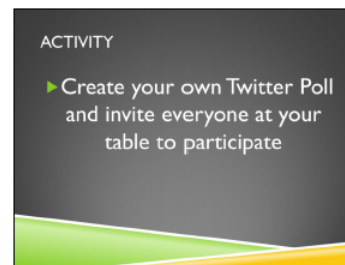 ACTIVITY
Create your own Twitter Poll
and invite everyone at your
table to participate